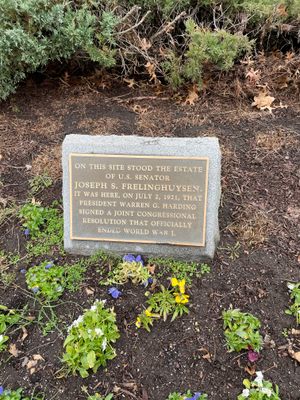 ON THIS SITE STOOD THE ESTATE
OF U.S. SENATOR
JOSEPH S. FRELINGHUYSEN.
IT WAS HERE, ON JULY 2, 1921, THAT
PRESIDENT WARREN G. HARDING
SIGNED A JOINT CONGRESSIONAL
RESOLUTION THAT OFFICIALLY
ENDED WORLD WAR I.